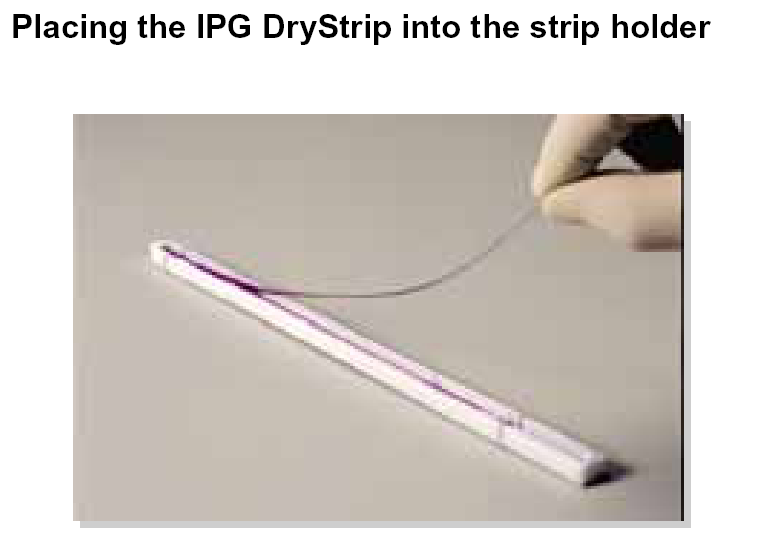 Placing the IPG DryStrip into the strip holder